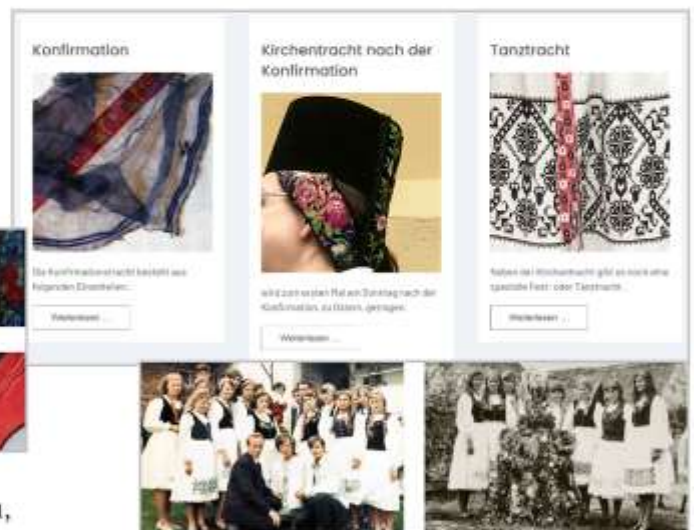 Konfirmation
Die Konfirmationstracht besteht aus
folgenden Einzelteilen:
Weiterlesen ...
Kirchentracht nach der
Konfirmation
wird zum ersten Mal am Sonntag nach der
Konfirmation, zu Ostern, getragen.
Weiterlesen ...
Tanztracht
Neben der Kirchentracht gibt es noch eine
spezielle Fest- oder Tanztracht.
Weiterlesen ...